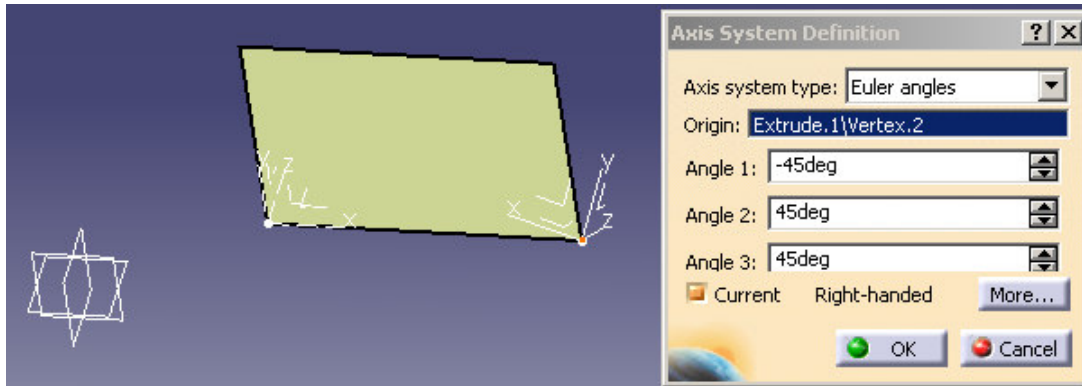 Axis System Definition
Axis system type: Euler angles
Origin: Extrude.1\Vertex.2
Angle 1: -45deg
Angle 2: 45deg
Angle 3: 45deg
Current Right-handed More...
OK Cancel
y z x
x y z